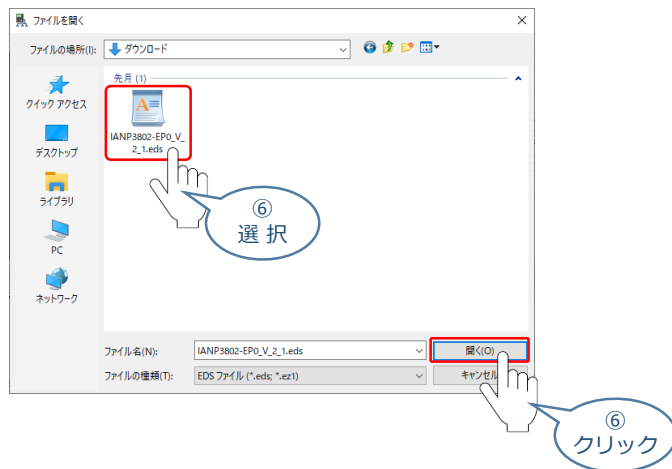 ファイルを開く
ファイルの場所(I):
ダウンロード
先月 (1)
クイック アクセス
デスクトップ
ライブラリ
PC
ネットワーク
IANP3802-EP0_V_
2_1.eds
⑥
選 択
ファイル名(N):
IANP3802-EP0_V_2_1.eds
開く(O)
ファイルの種類(T):
EDS ファイル (*.eds; *.ez1)
キャンセル
⑥
クリック